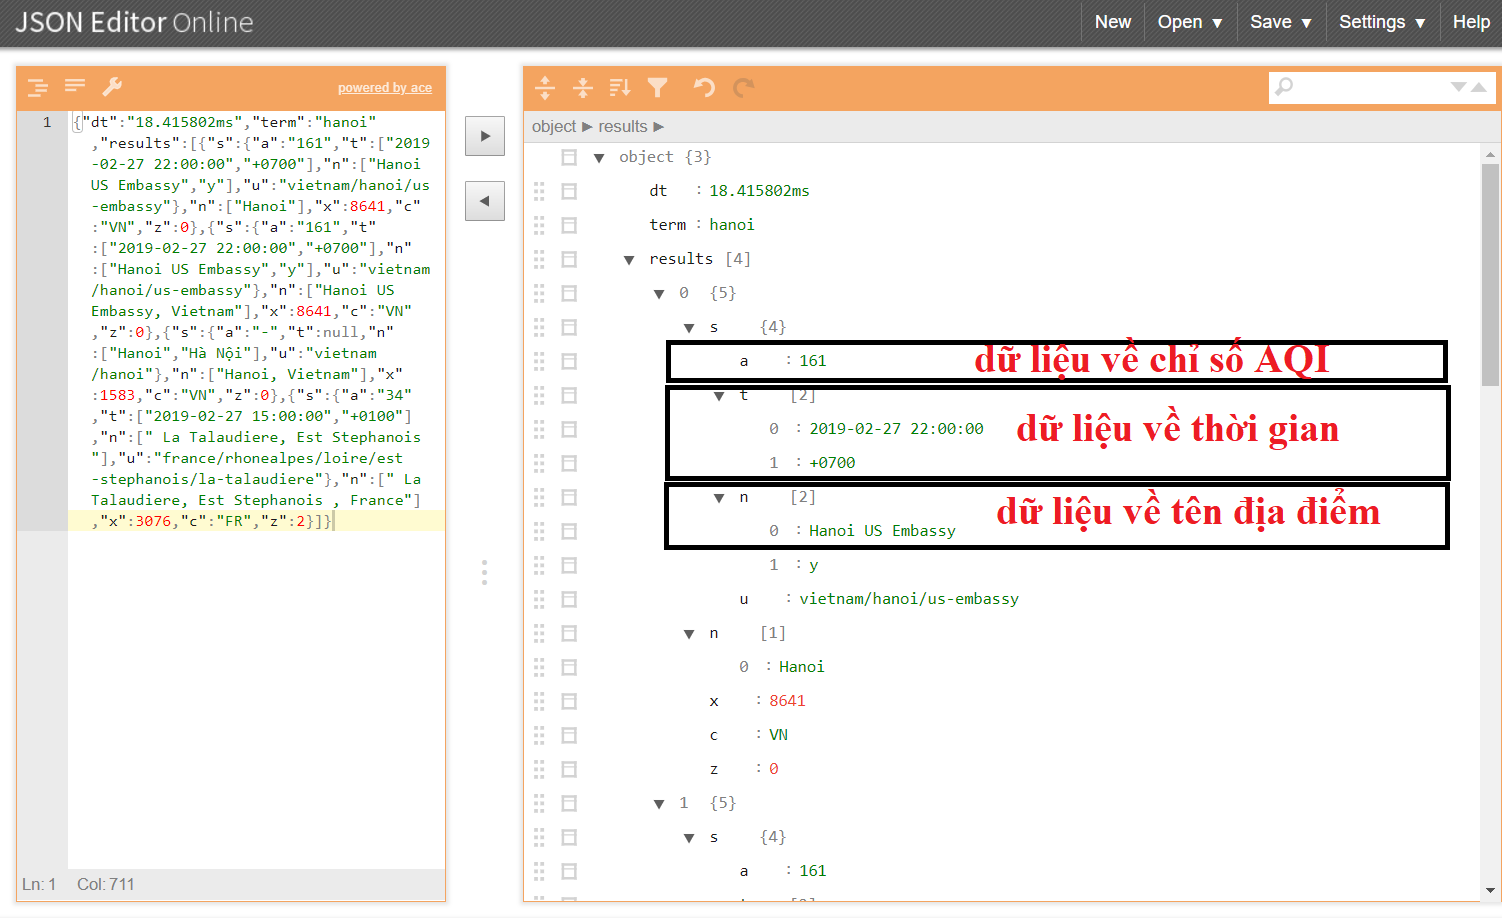 JSON Editor Online
New Open ▼ Save ▼ Settings ▼ Help
powered by ace
1 {"dt":"18.415802ms","term":"hanoi"
,"results":[{"s":{"a":"161","t":["2019
-02-27 22:00:00","+0700"],"n":["Hanoi
US Embassy","y"],"u":"vietnam/hanoi/us
-embassy"},"n":["Hanoi"],"x":8641,"c"
:"VN","z":0},{"s":{"a":"161","t"
:["2019-02-27 22:00:00","+0700"],"n"
:["Hanoi US Embassy","y"],"u":"vietnam
/hanoi/us-embassy"},"n":["Hanoi US
Embassy, Vietnam"],"x":8641,"c":"VN"
,"z":0},{"s":{"a":"-","t":null,"n"
:["Hanoi","Hà Nội"],"u":"vietnam
/hanoi"},"n":["Hanoi, Vietnam"],"x"
:1583,"c":"VN","z":0},{"s":{"a":"34"
,"t":["2019-02-27 15:00:00","+0100"]
,"n":[" La Talaudiere, Est Stephanois
"],"u":"france/rhonealpes/loire/est
-stephanois/la-talaudiere"},"n":[" La
Talaudiere, Est Stephanois , France"]
,"x":3076,"c":"FR","z":2}]}
Ln: 1 Col: 711
object ► results ►
▼ object {3}
dt : 18.415802ms
term : hanoi
▼ results [4]
▼ 0 {5}
▼ s {4}
a : 161 dữ liệu về chỉ số AQI
▼ t [2]
0 : 2019-02-27 22:00:00 dữ liệu về thời gian
1 : +0700
▼ n [2]
dữ liệu về tên địa điểm
0 : Hanoi US Embassy
1 : y
u : vietnam/hanoi/us-embassy
▼ n [1]
0 : Hanoi
x : 8641
c : VN
z : 0
▼ 1 {5}
▼ s {4}
a : 161